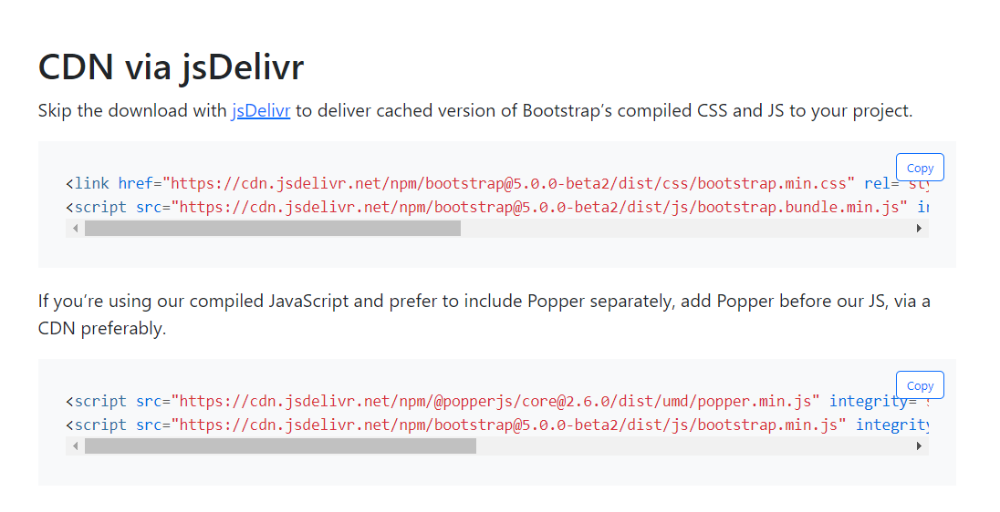 CDN via jsDelivr
Skip the download with jsDelivr to deliver cached version of Bootstrap’s compiled CSS and JS to your project.
Copy
<link href="https://cdn.jsdelivr.net/npm/bootstrap@5.0.0-beta2/dist/css/bootstrap.min.css" rel=
<script src="https://cdn.jsdelivr.net/npm/bootstrap@5.0.0-beta2/dist/js/bootstrap.bundle.min.js"
If you’re using our compiled JavaScript and prefer to include Popper separately, add Popper before our JS, via a
CDN preferably.
Copy
<script src="https://cdn.jsdelivr.net/npm/@popperjs/core@2.6.0/dist/umd/popper.min.js" integrity=
<script src="https://cdn.jsdelivr.net/npm/bootstrap@5.0.0-beta2/dist/js/bootstrap.min.js" integrity